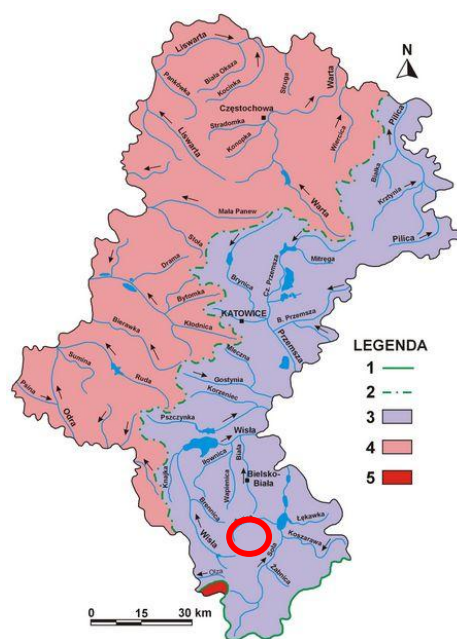 Liswarta
Pankówka
Biała Oksza
Kocinka
Struga
Warta
N
Częstochowa
Stradomka
Konopka
Liswarta
Wiercica
Pilica
Białka
Krztynia
Warta
Mała Panew
Pilica
Stoła
Drama
Brynica
Cz. Przemsza
Mitręga
Bytomka
KATOWICE
B. Przemsza
Bierawka
Kłodnica
Przemsza
Mleczna
Sumina
Ruda
Gostynia
Korzeniec
Psina
Odra
Pszczynka
Wisła
Iłownica
Biała
Knajka
Wapienica
Bielsko-
Biała
Brennica
Łękawka
Wisła
Koszarawa
Soła
Żabnica
Olza
LEGENDA
1
2
3
4
5
0 15 30 km